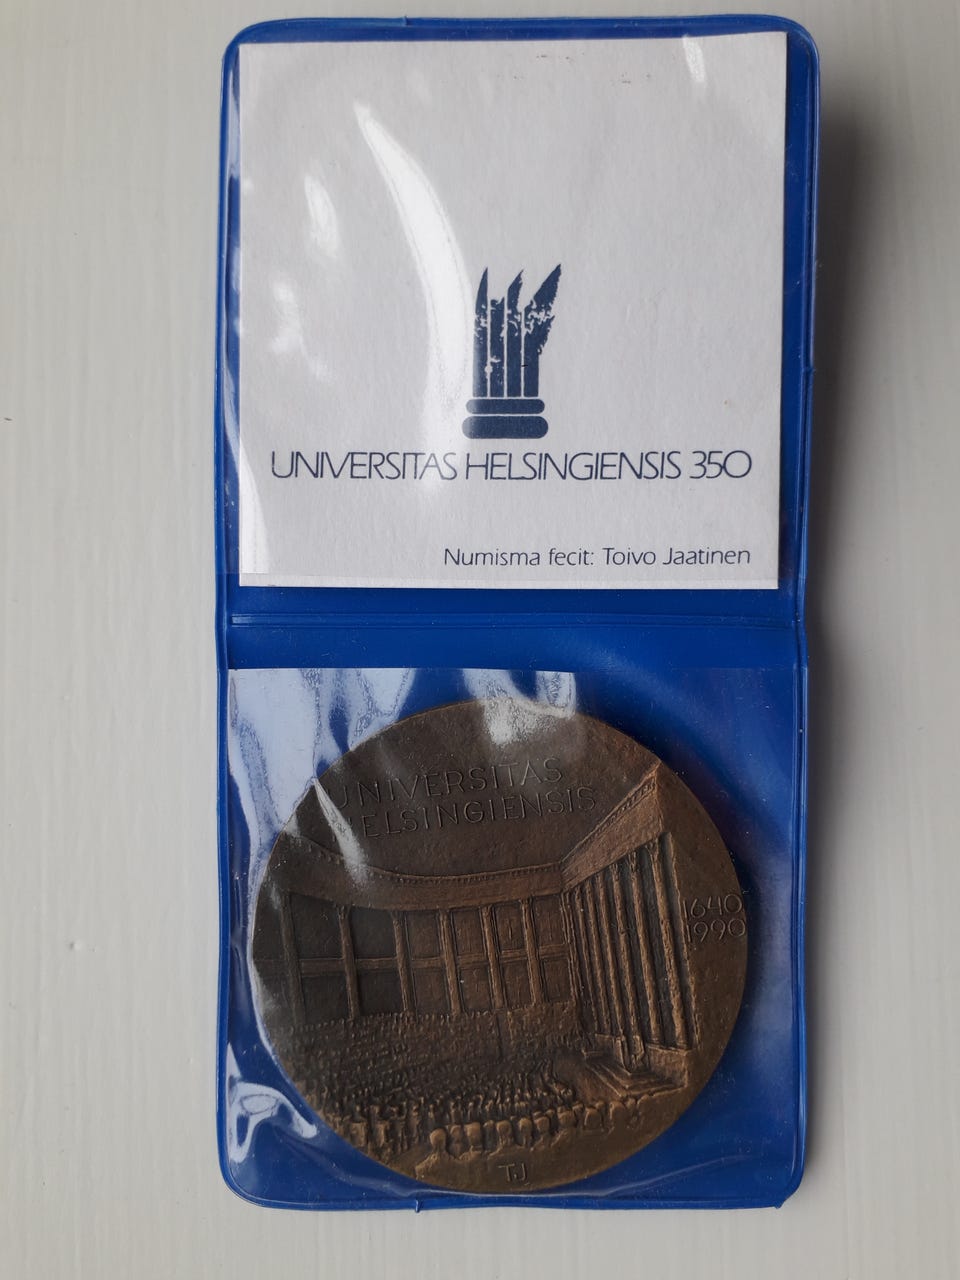 UNIVERSITAS HELSINGIENSIS 350
Numisma fecit: Toivo Jaatinen
UNIVERSITAS
HELSINGIENSIS
1640
1990
TJ